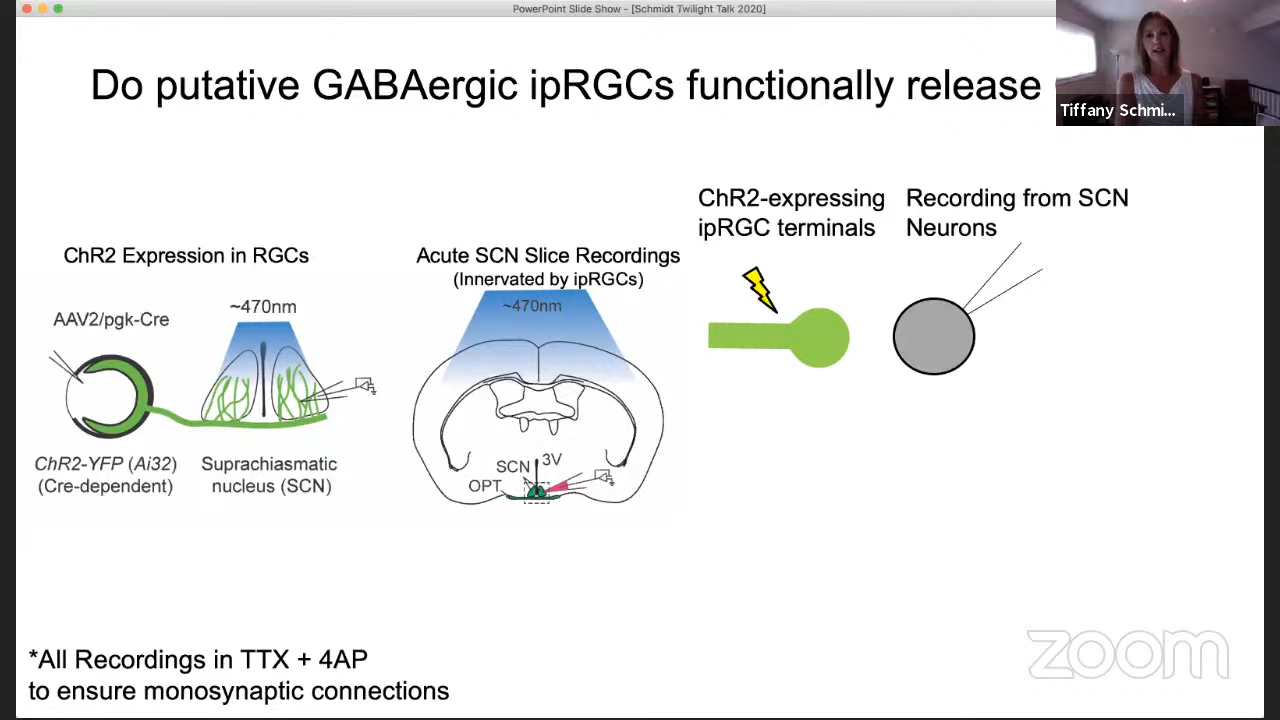 PowerPoint Slide Show - [Schmidt Twilight Talk 2020]
Do putative GABAergic ipRGCs functionally release
Tiffany Schmi...
ChR2-expressing
ipRGC terminals
Recording from SCN
Neurons
ChR2 Expression in RGCs
Acute SCN Slice Recordings
(Innervated by ipRGCs)
AAV2/pgk-Cre
~470nm
~470nm
ChR2-YFP (Ai32)
(Cre-dependent)
Suprachiasmatic
nucleus (SCN)
SCN
3V
OPT
*All Recordings in TTX + 4AP
to ensure monosynaptic connections
zoom